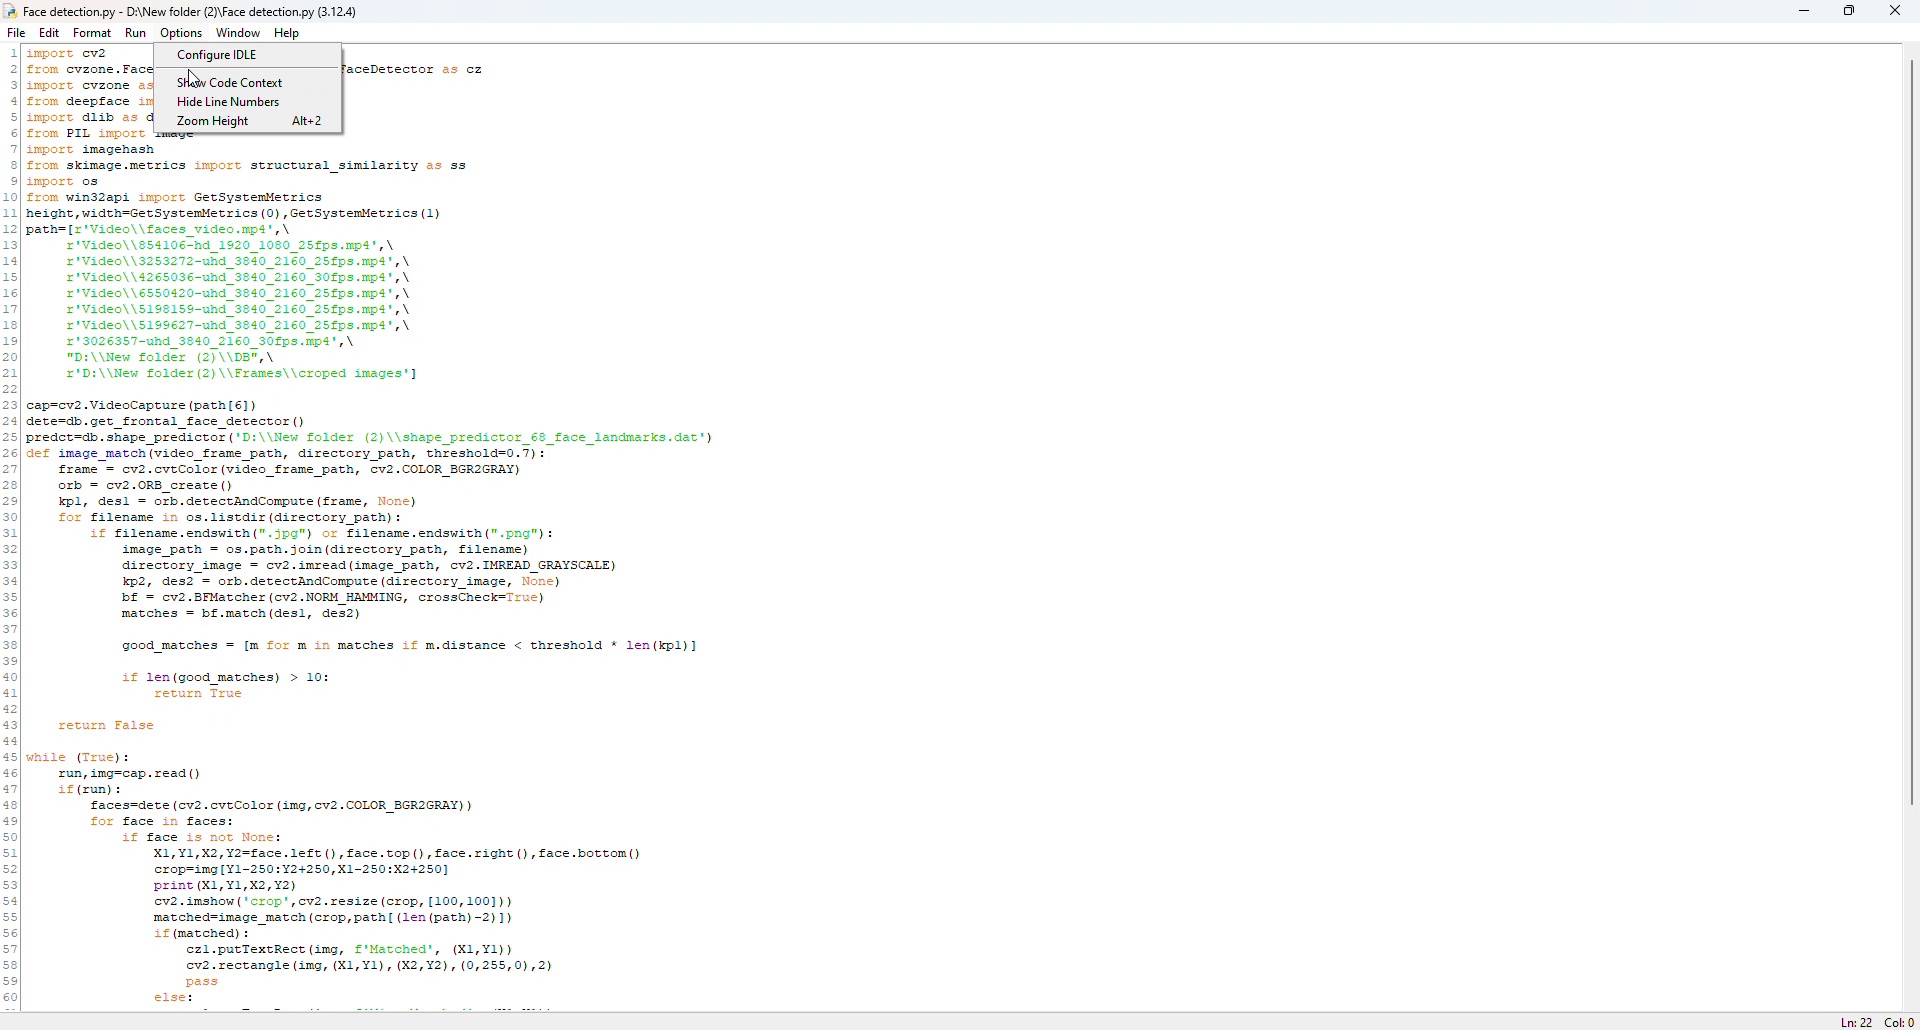 Face detection.py - D:\New folder (2)\Face detection.py (3.12.4)
File Edit Format Run Options Window Help
Configure IDLE
Show Code Context
Hide Line Numbers
Zoom Height Alt+2
1 import cv2
2 from cvzone.Face FaceDetector as cz
3 import cvzone as
4 from deepface im
5 import dlib as d
6 from PIL import Image
7 import imagehash
8 from skimage.metrics import structural_similarity as ss
9 import os
10 from win32api import GetSystemMetrics
11 height,width=GetSystemMetrics(0),GetSystemMetrics(1)
12 path=[r'Video\\faces_video.mp4',\
13 r'Video\\854106-hd_1920_1080_25fps.mp4',\
14 r'Video\\3253272-uhd_3840_2160_25fps.mp4',\
15 r'Video\\4265036-uhd_3840_2160_30fps.mp4',\
16 r'Video\\6550420-uhd_3840_2160_25fps.mp4',\
17 r'Video\\5198159-uhd_3840_2160_25fps.mp4',\
18 r'Video\\5199627-uhd_3840_2160_25fps.mp4',\
19 r'3026357-uhd_3840_2160_30fps.mp4',\
20 "D:\\New folder (2)\\DB",\
21 r'D:\\New folder(2)\\Frames\\croped images']
22
23 cap=cv2.VideoCapture(path[6])
24 dete=db.get_frontal_face_detector()
25 predct=db.shape_predictor('D:\\New folder (2)\\shape_predictor_68_face_landmarks.dat')
26 def image_match(video_frame_path, directory_path, threshold=0.7):
27 frame = cv2.cvtColor(video_frame_path, cv2.COLOR_BGR2GRAY)
28 orb = cv2.ORB_create()
29 kp1, des1 = orb.detectAndCompute(frame, None)
30 for filename in os.listdir(directory_path):
31 if filename.endswith(".jpg") or filename.endswith(".png"):
32 image_path = os.path.join(directory_path, filename)
33 directory_image = cv2.imread(image_path, cv2.IMREAD_GRAYSCALE)
34 kp2, des2 = orb.detectAndCompute(directory_image, None)
35 bf = cv2.BFMatcher(cv2.NORM_HAMMING, crossCheck=True)
36 matches = bf.match(des1, des2)
37
38 good_matches = [m for m in matches if m.distance < threshold * len(kp1)]
39
40 if len(good_matches) > 10:
41 return True
42
43 return False
44
45 while (True):
46 run,img=cap.read()
47 if(run):
48 faces=dete(cv2.cvtColor(img,cv2.COLOR_BGR2GRAY))
49 for face in faces:
50 if face is not None:
51 X1,Y1,X2,Y2=face.left(),face.top(),face.right(),face.bottom()
52 crop=img[Y1-250:Y2+250,X1-250:X2+250]
53 print(X1,Y1,X2,Y2)
54 cv2.imshow('crop',cv2.resize(crop,[100,100]))
55 matched=image_match(crop,path[(len(path)-2)])
56 if(matched):
57 cz1.putTextRect(img, f'Matched', (X1,Y1))
58 cv2.rectangle(img,(X1,Y1),(X2,Y2),(0,255,0),2)
59 pass
60 else:
Ln: 22 Col: 0